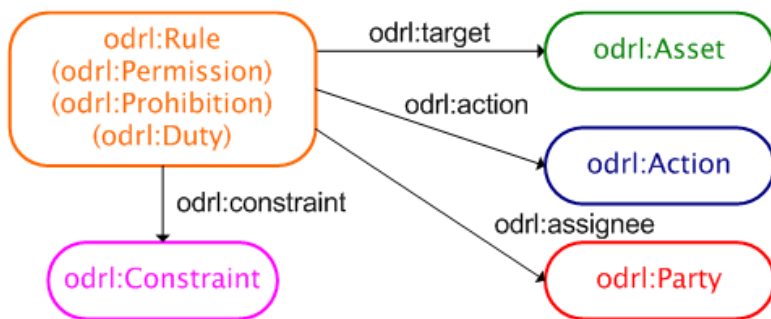 odrl:Rule
(odrl:Permission)
(odrl:Prohibition)
(odrl:Duty)
odrl:target
odrl:Asset
odrl:action
odrl:Action
odrl:constraint
odrl:assignee
odrl:Constraint
odrl:Party